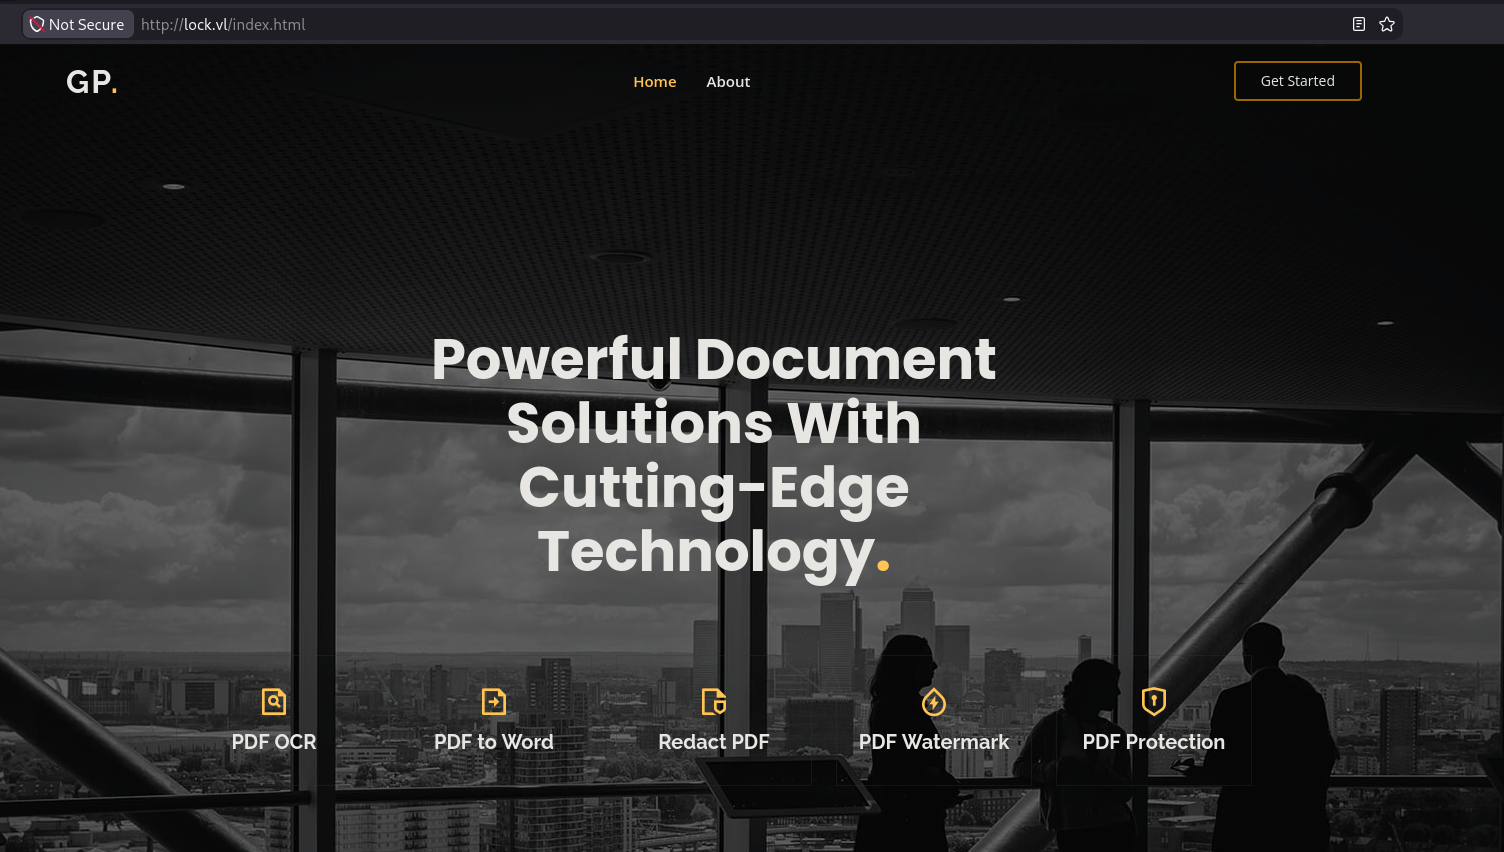 Not Secure http://lock.vl/index.html
GP.
Home About
Get Started
Powerful Document
Solutions With
Cutting-Edge
Technology.
PDF OCR
PDF to Word
Redact PDF
PDF Watermark
PDF Protection